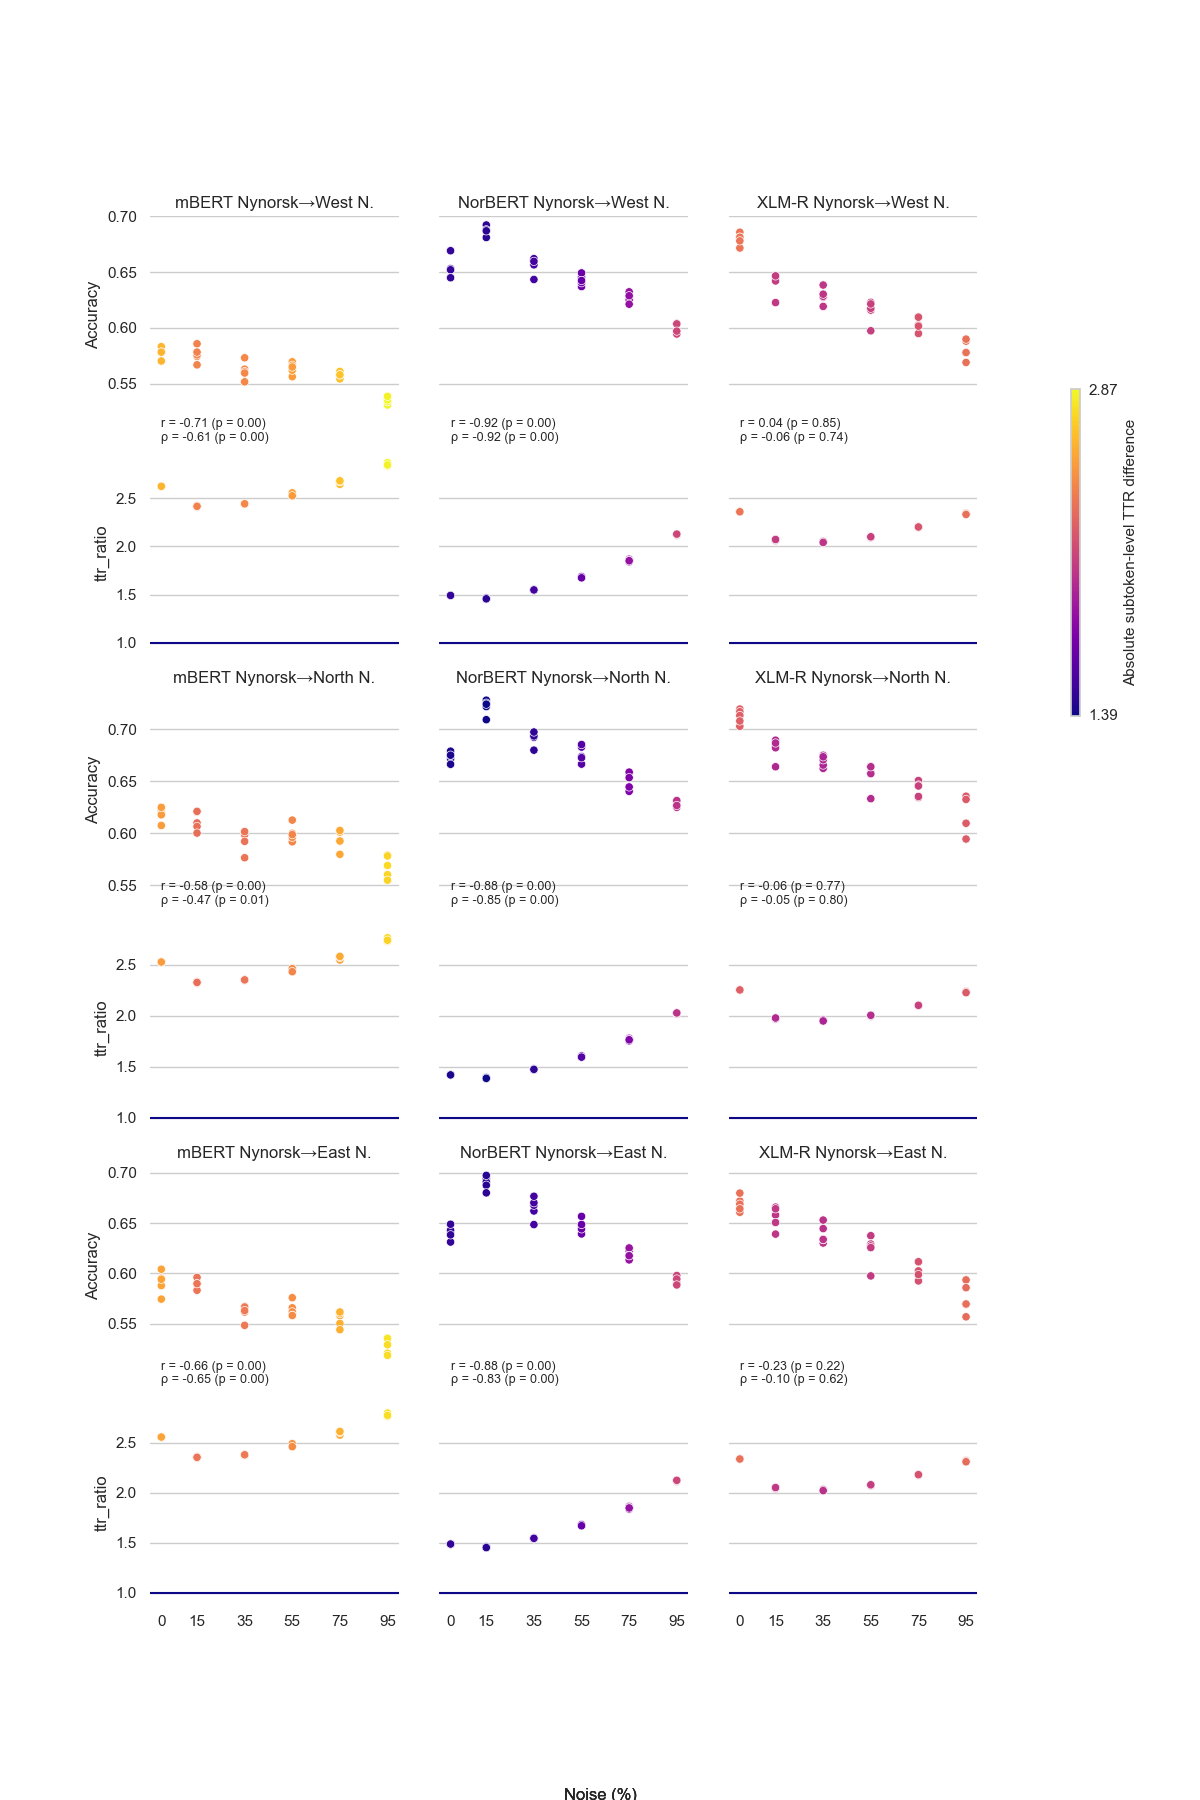 mBERT Nynorsk→West N.
NorBERT Nynorsk→West N.
XLM-R Nynorsk→West N.
0.70
0.65
0.60
0.55
Accuracy
r = -0.71 (p = 0.00)
ρ = -0.61 (p = 0.00)
r = -0.92 (p = 0.00)
ρ = -0.92 (p = 0.00)
r = 0.04 (p = 0.85)
ρ = -0.06 (p = 0.74)
2.5
2.0
1.5
1.0
ttr_ratio
2.87
1.39
Absolute subtoken-level TTR difference
mBERT Nynorsk→North N.
NorBERT Nynorsk→North N.
XLM-R Nynorsk→North N.
0.70
0.65
0.60
0.55
Accuracy
r = -0.58 (p = 0.00)
ρ = -0.47 (p = 0.01)
r = -0.88 (p = 0.00)
ρ = -0.85 (p = 0.00)
r = -0.06 (p = 0.77)
ρ = -0.05 (p = 0.80)
2.5
2.0
1.5
1.0
ttr_ratio
mBERT Nynorsk→East N.
NorBERT Nynorsk→East N.
XLM-R Nynorsk→East N.
0.70
0.65
0.60
0.55
Accuracy
r = -0.66 (p = 0.00)
ρ = -0.65 (p = 0.00)
r = -0.88 (p = 0.00)
ρ = -0.83 (p = 0.00)
r = -0.23 (p = 0.22)
ρ = -0.10 (p = 0.62)
2.5
2.0
1.5
1.0
ttr_ratio
0 15 35 55 75 95
0 15 35 55 75 95
0 15 35 55 75 95
Noise (%)